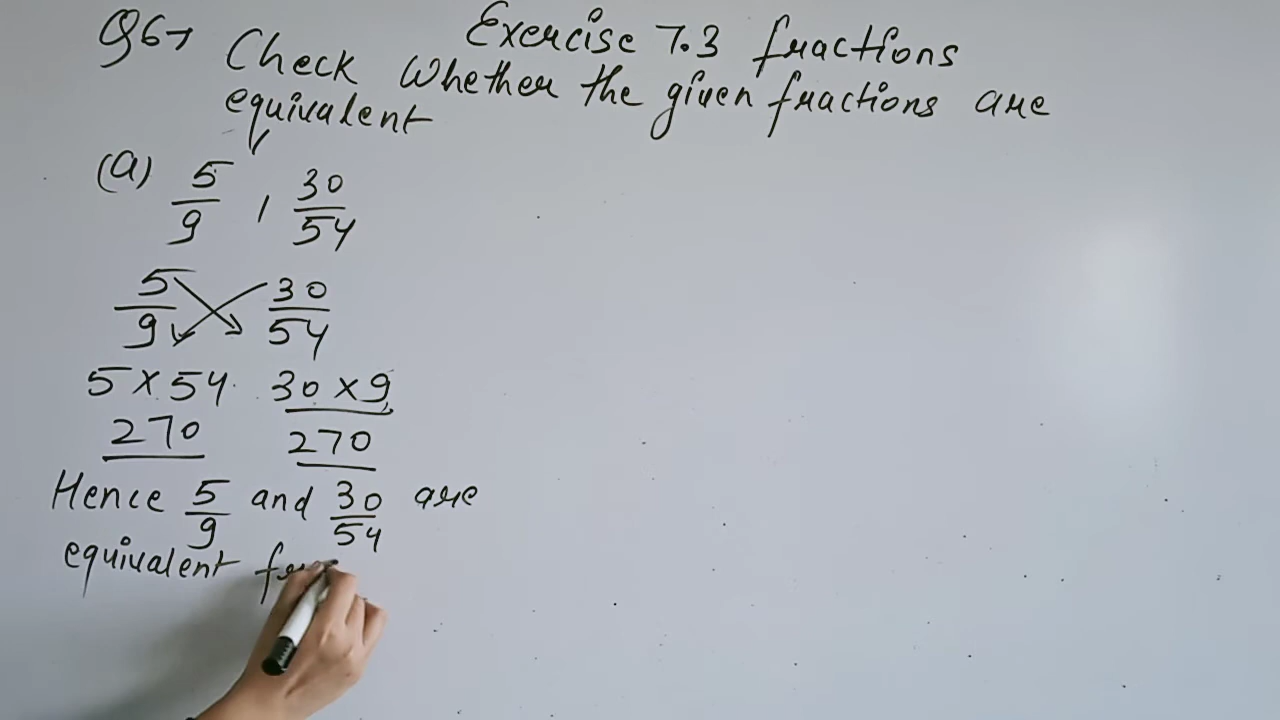 Exercise 7.3 fractions
Q6→ Check Whether the given fractions are
equivalent
(a) 5/9 , 30/54
5/9 30/54
5 × 54 30 × 9
270 270
Hence 5/9 and 30/54 are
equivalent